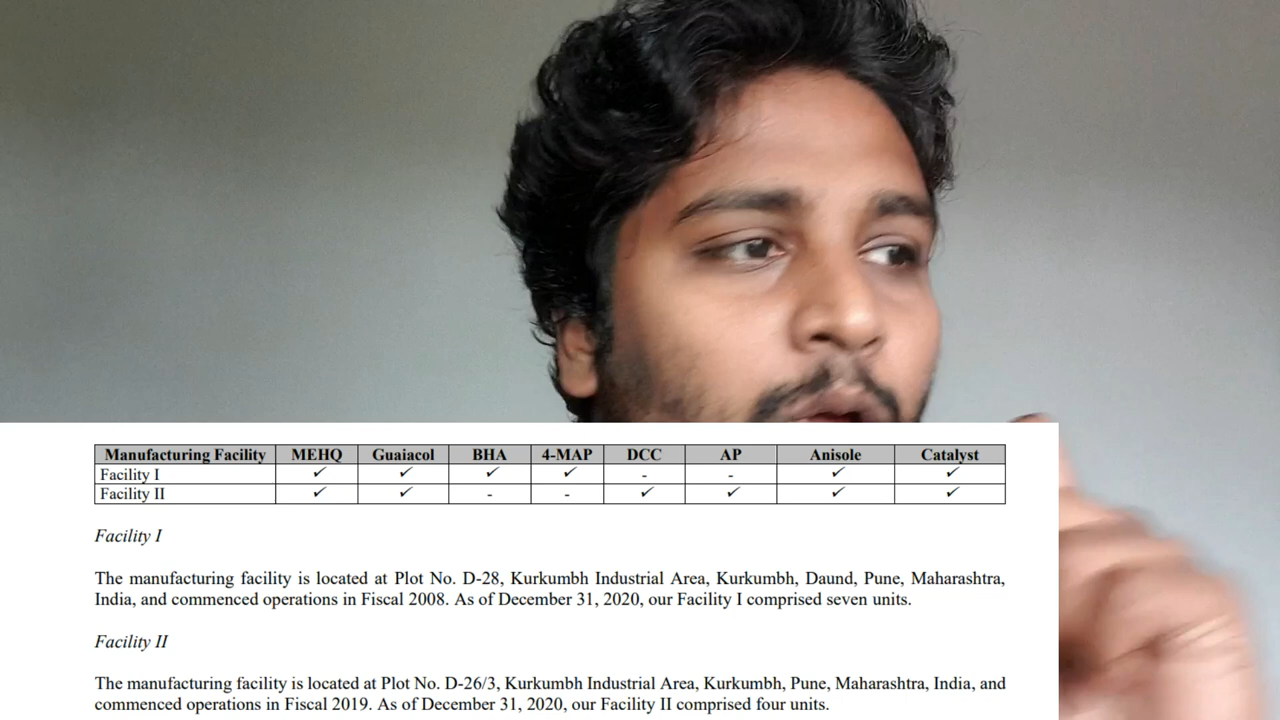 Manufacturing Facility MEHQ Guaiacol BHA 4-MAP DCC AP Anisole Catalyst
Facility I ✓ ✓ ✓ ✓ - - ✓ ✓
Facility II ✓ ✓ - - ✓ ✓ ✓ ✓
Facility I
The manufacturing facility is located at Plot No. D-28, Kurkumbh Industrial Area, Kurkumbh, Daund, Pune, Maharashtra,
India, and commenced operations in Fiscal 2008. As of December 31, 2020, our Facility I comprised seven units.
Facility II
The manufacturing facility is located at Plot No. D-26/3, Kurkumbh Industrial Area, Kurkumbh, Pune, Maharashtra, India, and
commenced operations in Fiscal 2019. As of December 31, 2020, our Facility II comprised four units.